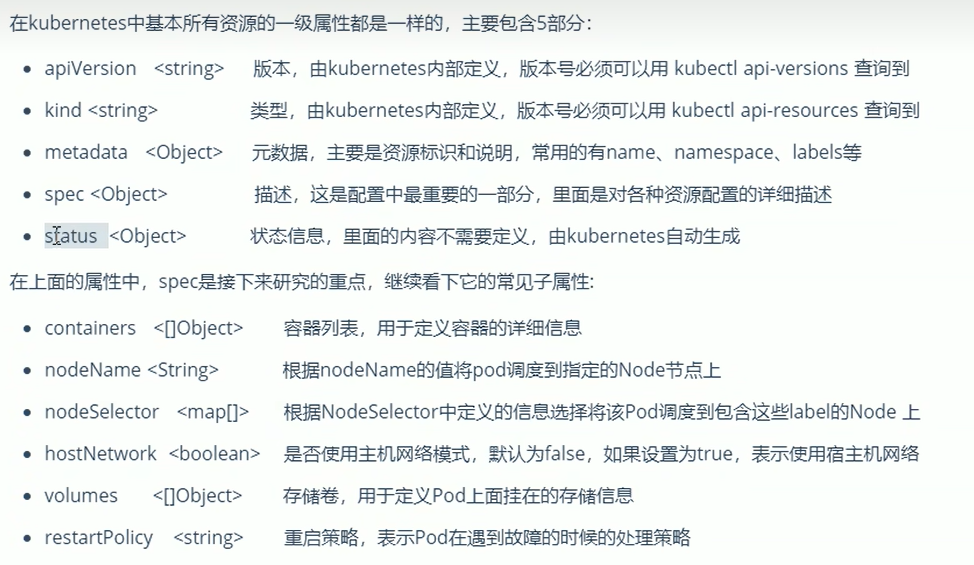 在kubernetes中基本所有资源的一级属性都是一样的，主要包含5部分：
apiVersion <string> 版本，由kubernetes内部定义，版本号必须可以用 kubectl api-versions 查询到
kind <string> 类型，由kubernetes内部定义，版本号必须可以用 kubectl api-resources 查询到
metadata <Object> 元数据，主要是资源标识和说明，常用的有name、namespace、labels等
spec <Object> 描述，这是配置中最重要的一部分，里面是对各种资源配置的详细描述
status <Object> 状态信息，里面的内容不需要定义，由kubernetes自动生成
在上面的属性中，spec是接下来研究的重点，继续看下它的常见子属性:
containers <[]Object> 容器列表，用于定义容器的详细信息
nodeName <String> 根据nodeName的值将pod调度到指定的Node节点上
nodeSelector <map[]> 根据NodeSelector中定义的信息选择将该Pod调度到包含这些label的Node 上
hostNetwork <boolean> 是否使用主机网络模式，默认为false，如果设置为true，表示使用宿主机网络
volumes <[]Object> 存储卷，用于定义Pod上面挂在的存储信息
restartPolicy <string> 重启策略，表示Pod在遇到故障的时候的处理策略